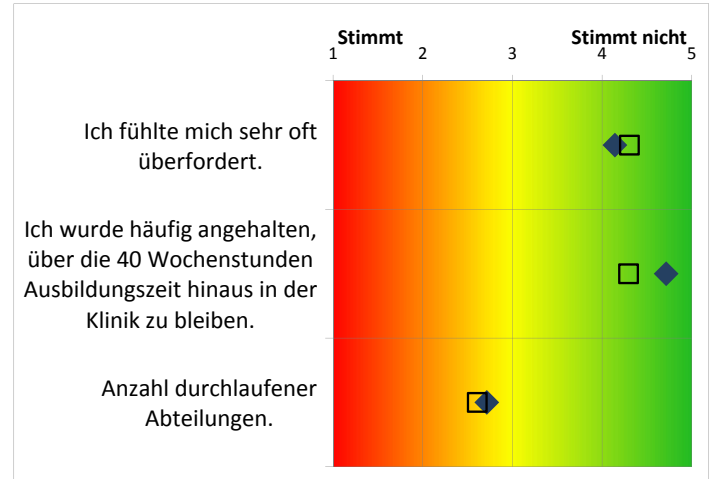 Stimmt Stimmt nicht
1 2 3 4 5
Ich fühlte mich sehr oft
überfordert.
Ich wurde häufig angehalten,
über die 40 Wochenstunden
Ausbildungszeit hinaus in der
Klinik zu bleiben.
Anzahl durchlaufener
Abteilungen.